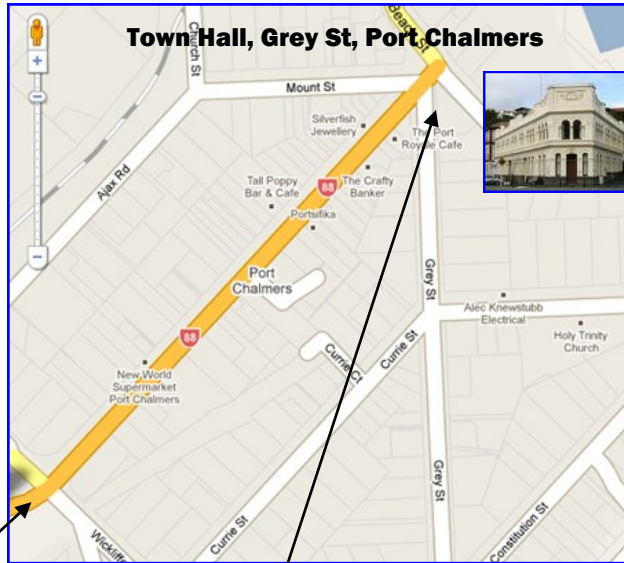 Town Hall, Grey St, Port Chalmers
Beach St
Church St
Mount St
Silverfish
Jewellery
The Port
Royale Cafe
Ajax Rd
Tall Poppy
Bar & Cafe
88
The Crafty
Banker
Portsifika
Port
Chalmers
Grey St
Alec Knewstubb
Electrical
Holy Trinity
Church
88
Currie Ct
Currie St
New World
Supermarket
Port Chalmers
Grey St
Constitution St
Currie St
Wickliffe